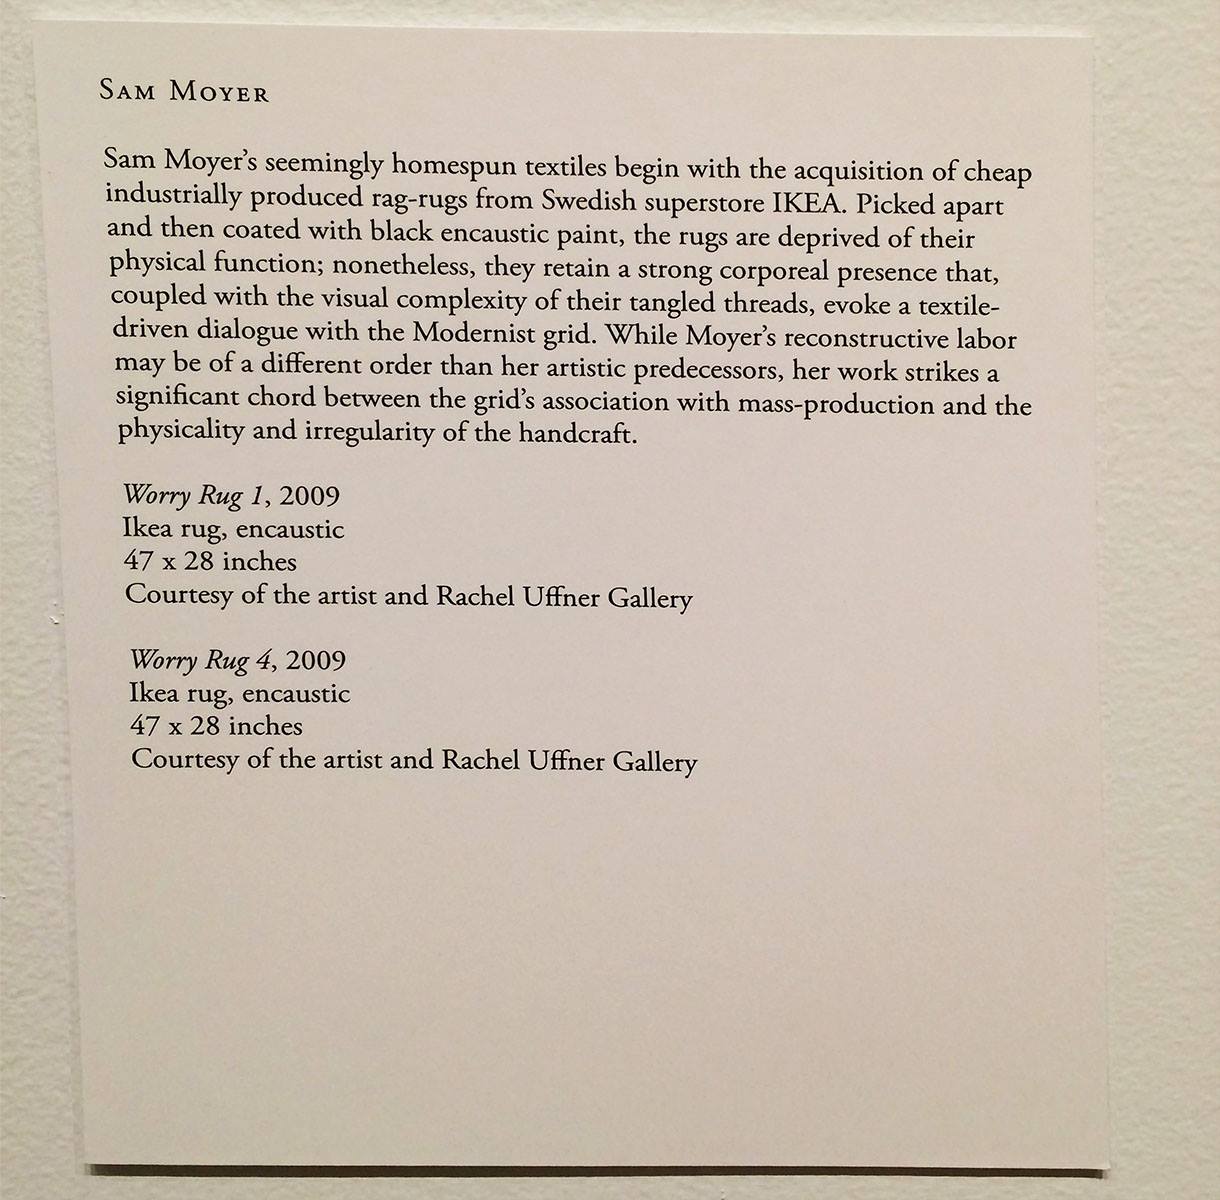 Sam Moyer
Sam Moyer's seemingly homespun textiles begin with the acquisition of cheap
industrially produced rag-rugs from Swedish superstore IKEA. Picked apart
and then coated with black encaustic paint, the rugs are deprived of their
physical function; nonetheless, they retain a strong corporeal presence that,
coupled with the visual complexity of their tangled threads, evoke a textile-
driven dialogue with the Modernist grid. While Moyer's reconstructive labor
may be of a different order than her artistic predecessors, her work strikes a
significant chord between the grid's association with mass-production and the
physicality and irregularity of the handcraft.
Worry Rug 1, 2009
Ikea rug, encaustic
47 x 28 inches
Courtesy of the artist and Rachel Uffner Gallery
Worry Rug 4, 2009
Ikea rug, encaustic
47 x 28 inches
Courtesy of the artist and Rachel Uffner Gallery